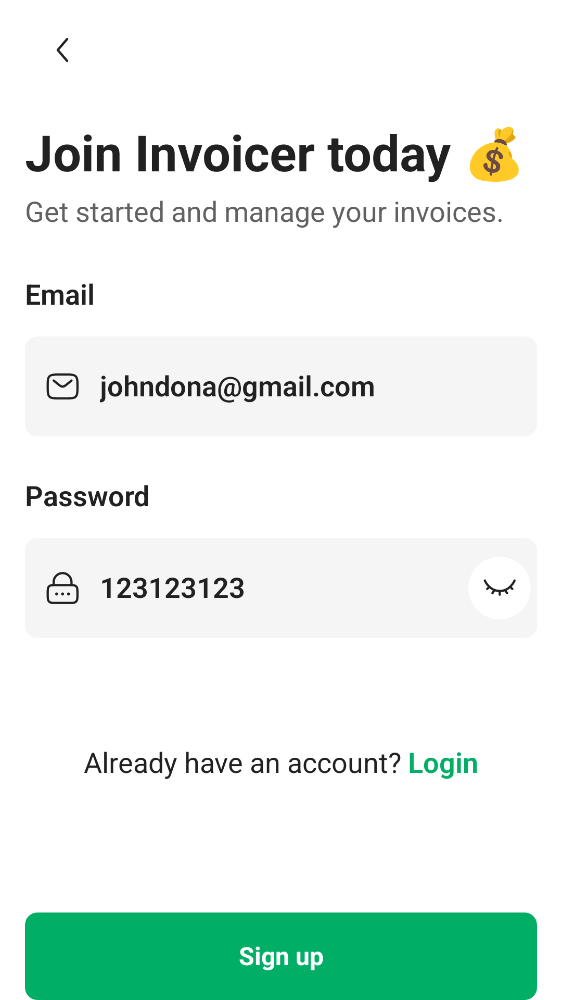 Join Invoicer today 💰
Get started and manage your invoices.
Email
johndona@gmail.com
Password
123123123
Already have an account? Login
Sign up